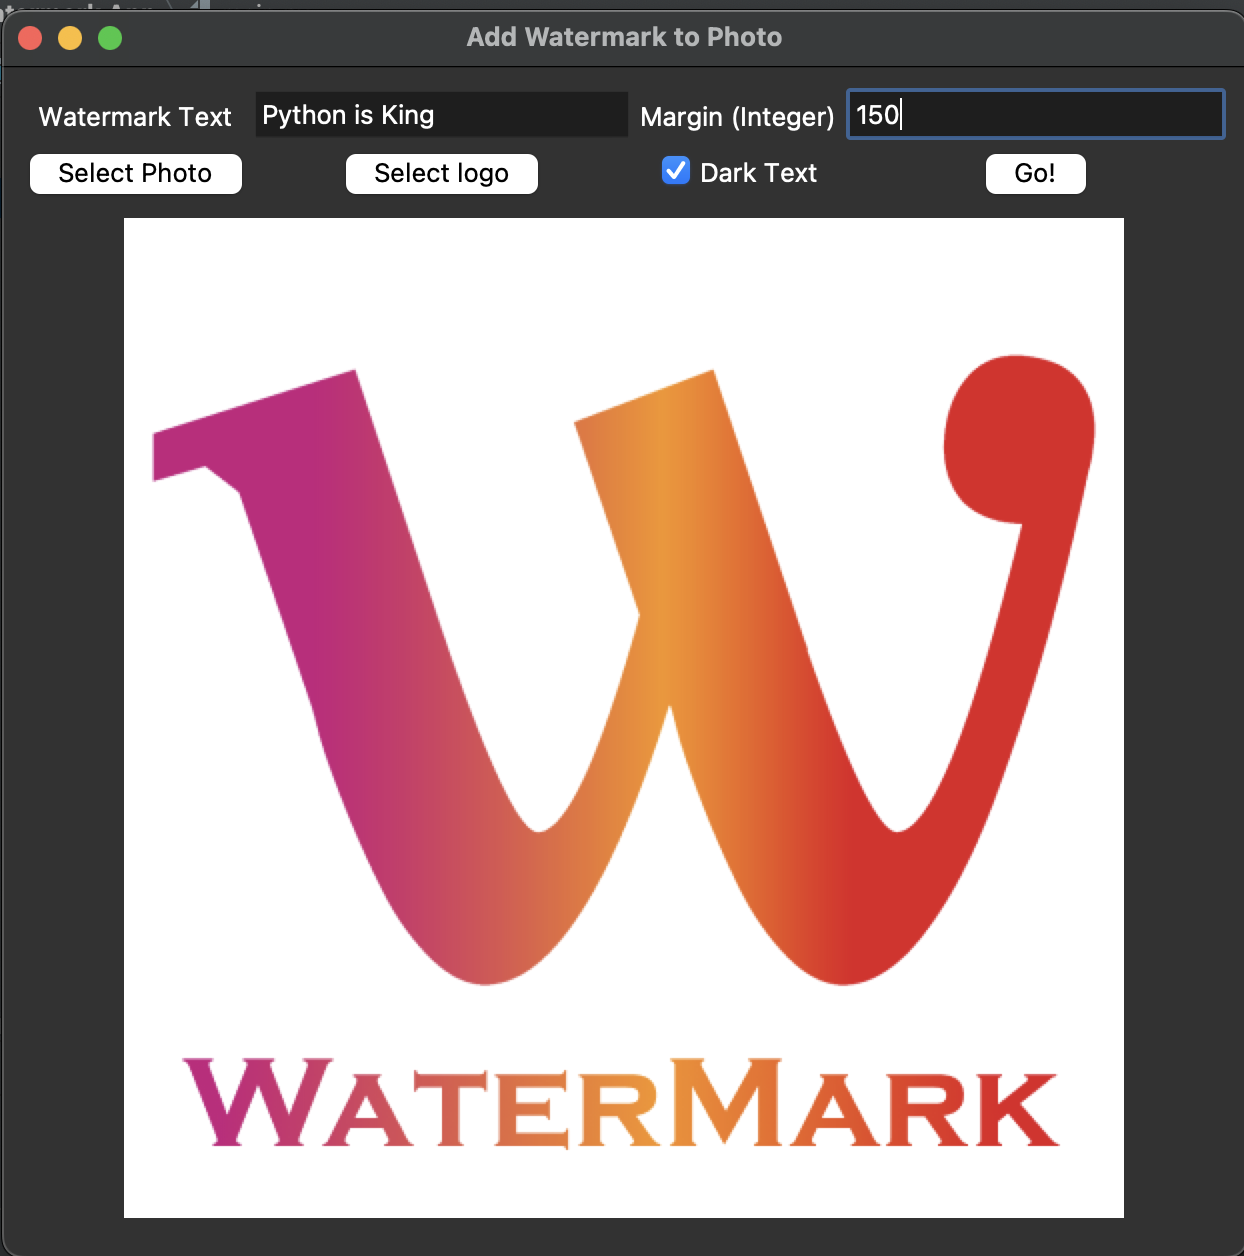 Add Watermark to Photo
Watermark Text Python is King Margin (Integer) 150
Select Photo Select logo Dark Text Go!
WATERMARK